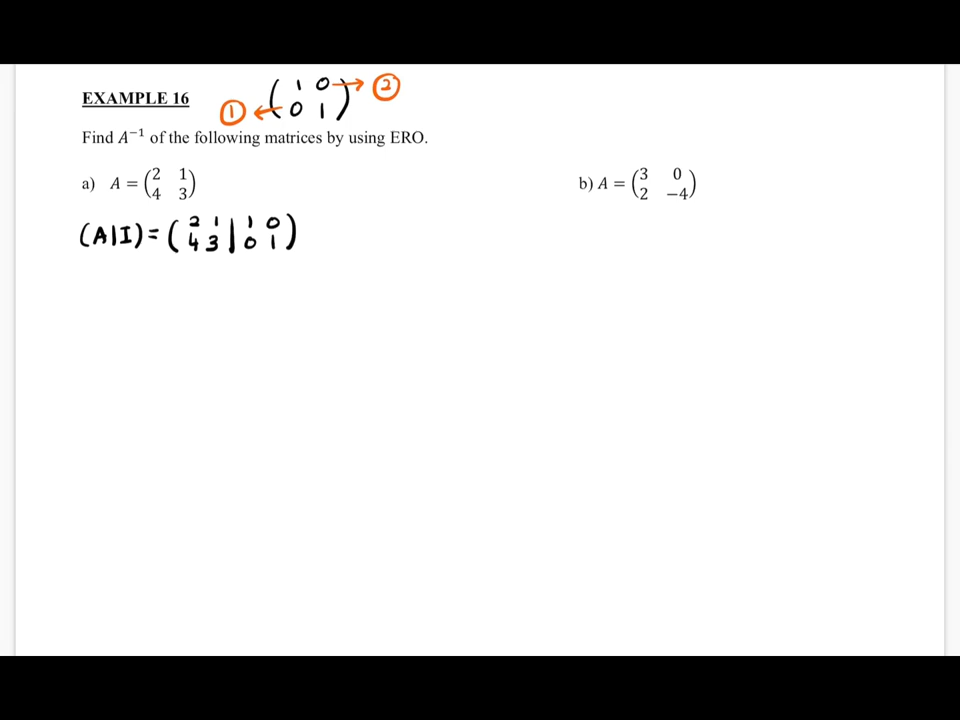 EXAMPLE 16
① ← ( 1 0 ) → ②
( 0 1 )
Find A⁻¹ of the following matrices by using ERO.
a) A = (2 1
4 3)
b) A = (3 0
2 −4)
(A|I) = ( 2 1 | 1 0
4 3 | 0 1 )